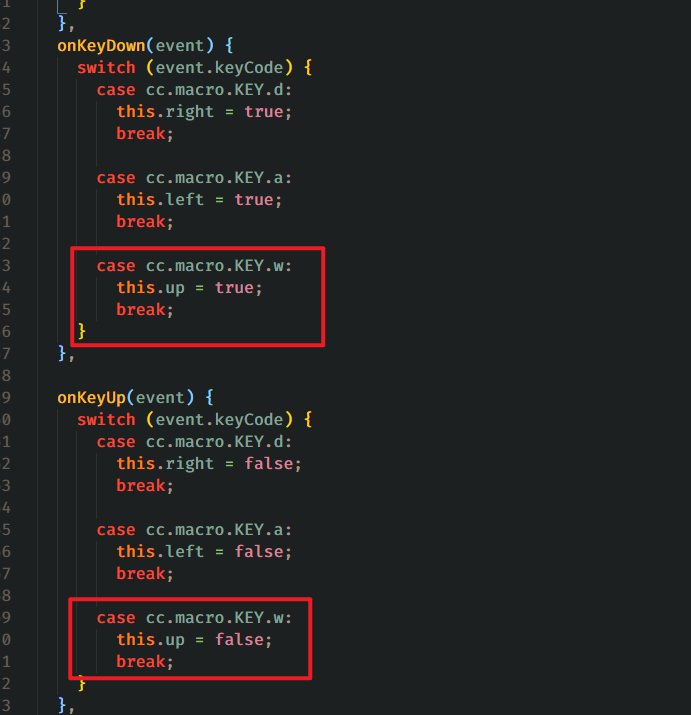 1 }
2 },
3 onKeyDown(event) {
4 switch (event.keyCode) {
5 case cc.macro.KEY.d:
6 this.right = true;
7 break;
8
9 case cc.macro.KEY.a:
0 this.left = true;
1 break;
2
3 case cc.macro.KEY.w:
4 this.up = true;
5 break;
6 }
7 },
8
9 onKeyUp(event) {
0 switch (event.keyCode) {
1 case cc.macro.KEY.d:
2 this.right = false;
3 break;
4
5 case cc.macro.KEY.a:
6 this.left = false;
7 break;
8
9 case cc.macro.KEY.w:
0 this.up = false;
1 break;
2 }
3 },